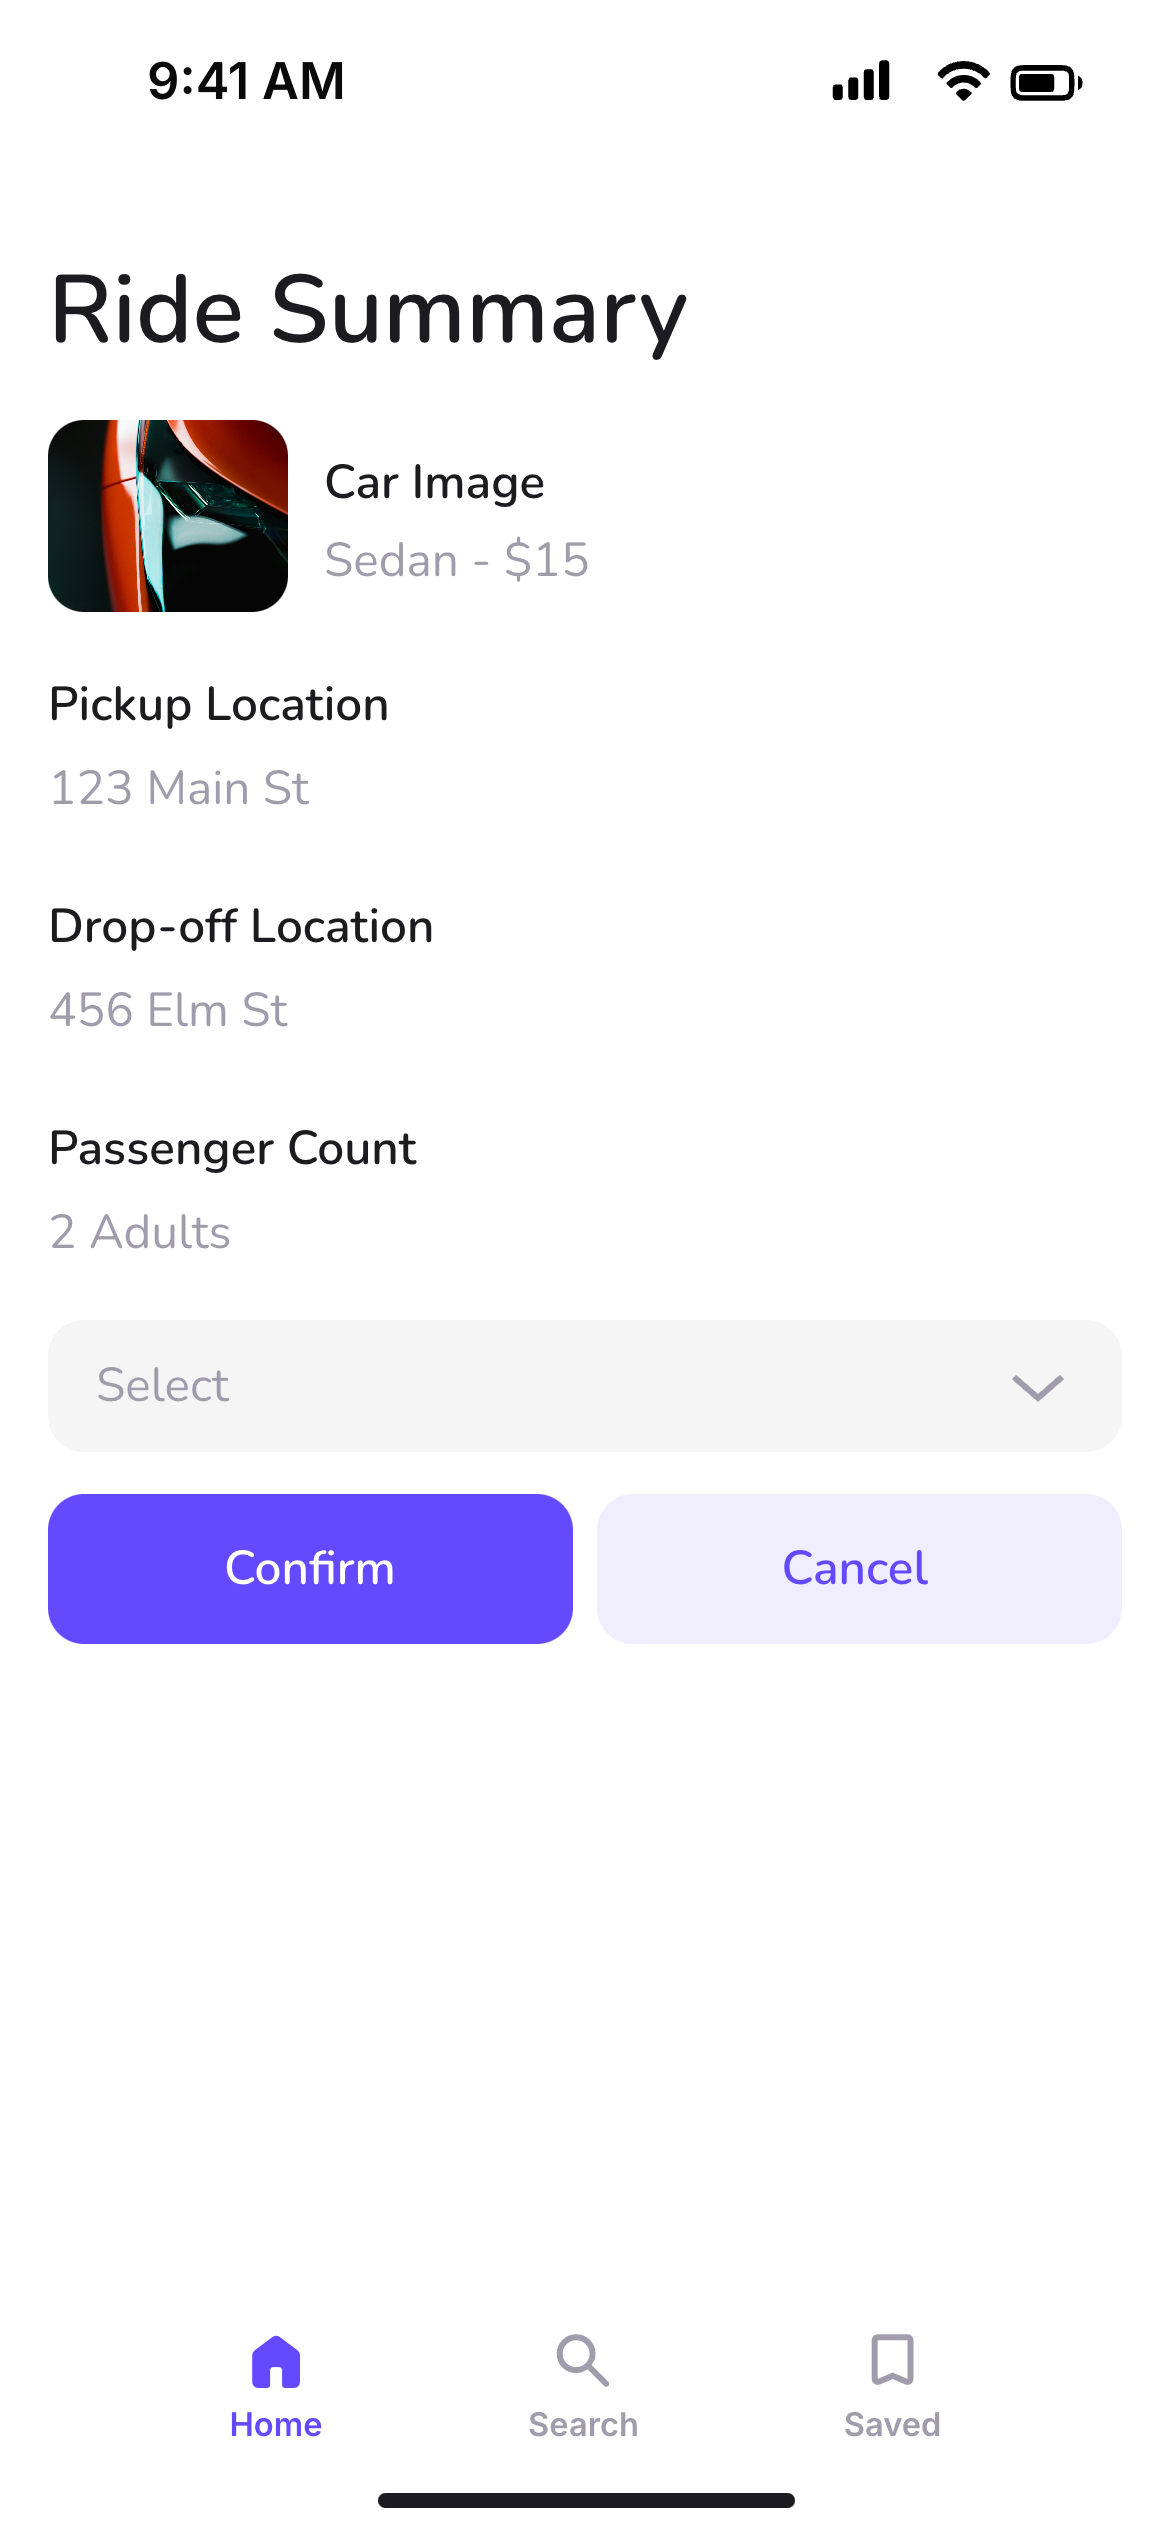 9:41 AM
Ride Summary
Car Image
Sedan - $15
Pickup Location
123 Main St
Drop-off Location
456 Elm St
Passenger Count
2 Adults
Select
Confirm
Cancel
Home
Search
Saved